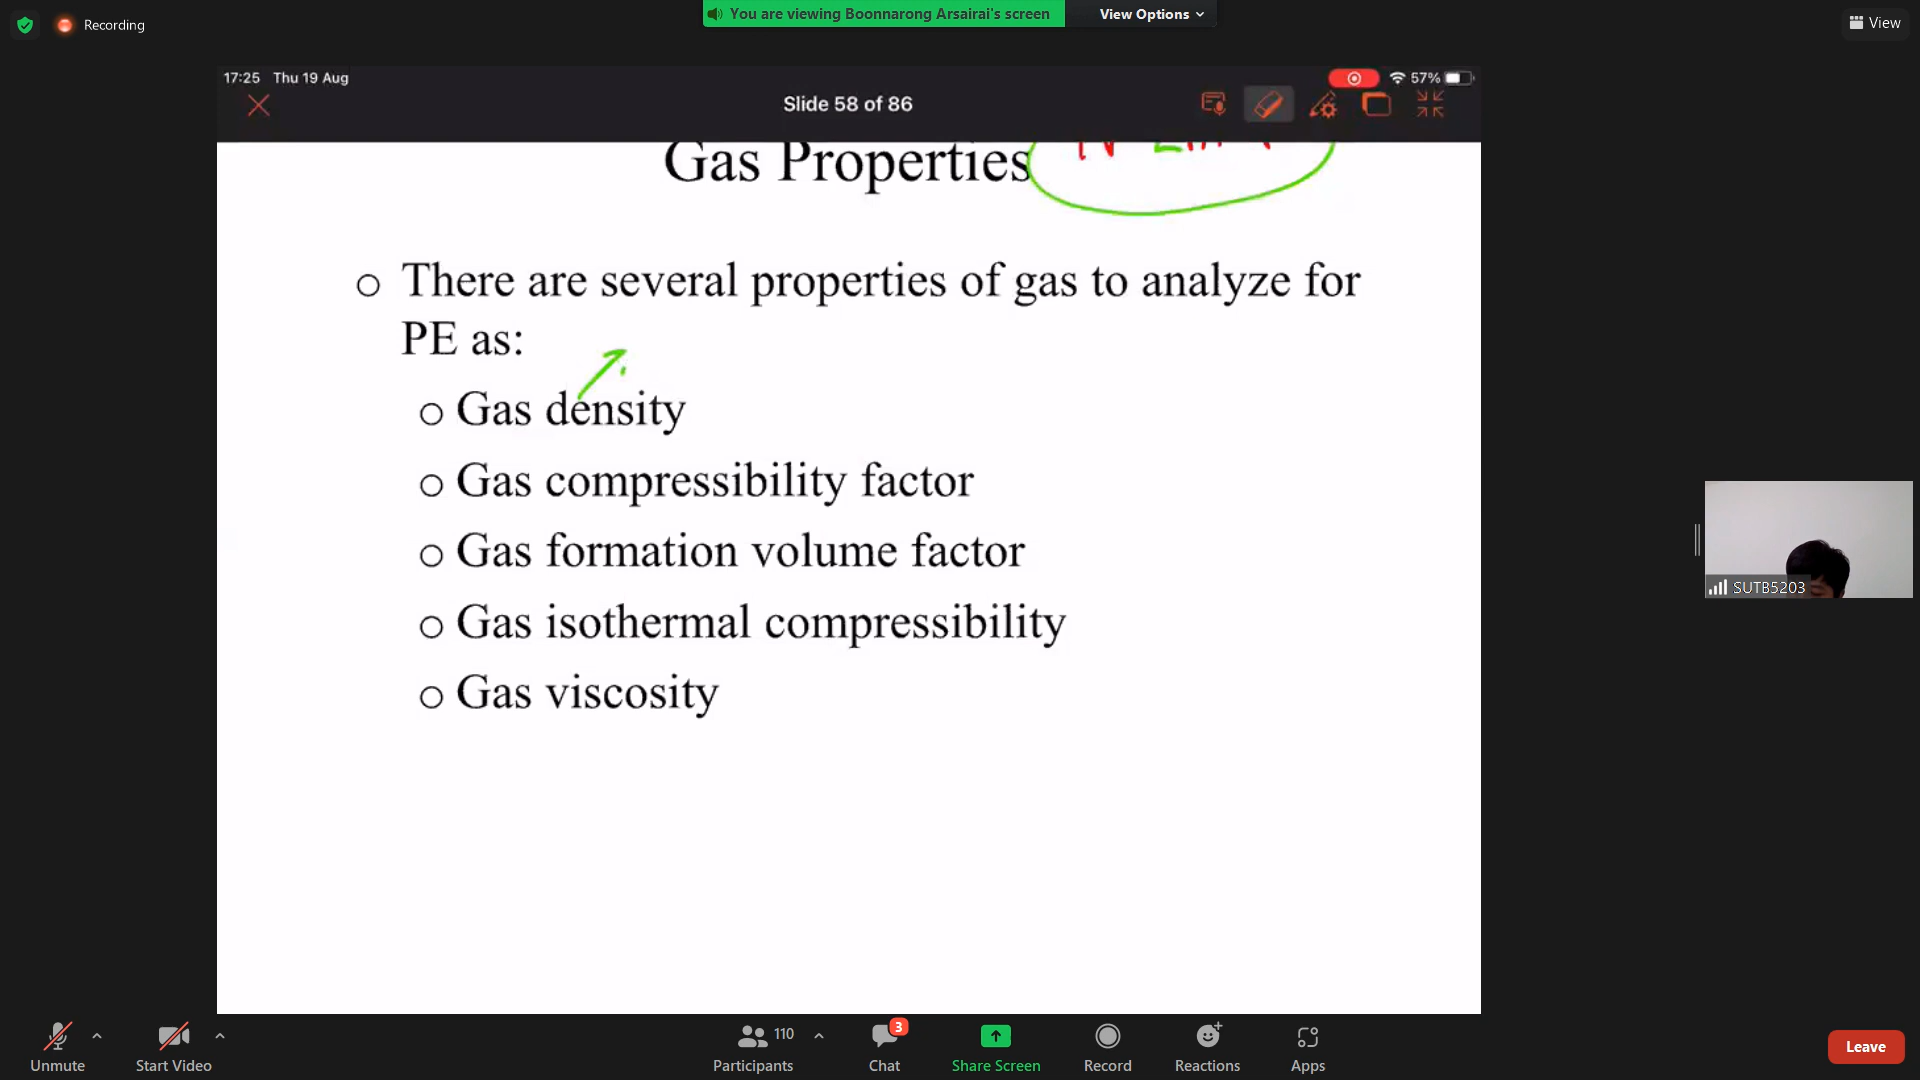 Recording
You are viewing Boonnarong Arsairai's screen
View Options
View
17:25 Thu 19 Aug
57%
Slide 58 of 86
Gas Properties
There are several properties of gas to analyze for
PE as:
Gas density
Gas compressibility factor
Gas formation volume factor
Gas isothermal compressibility
Gas viscosity
SUTB5203
Unmute
Start Video
110
Participants
3
Chat
Share Screen
Record
Reactions
Apps
Leave